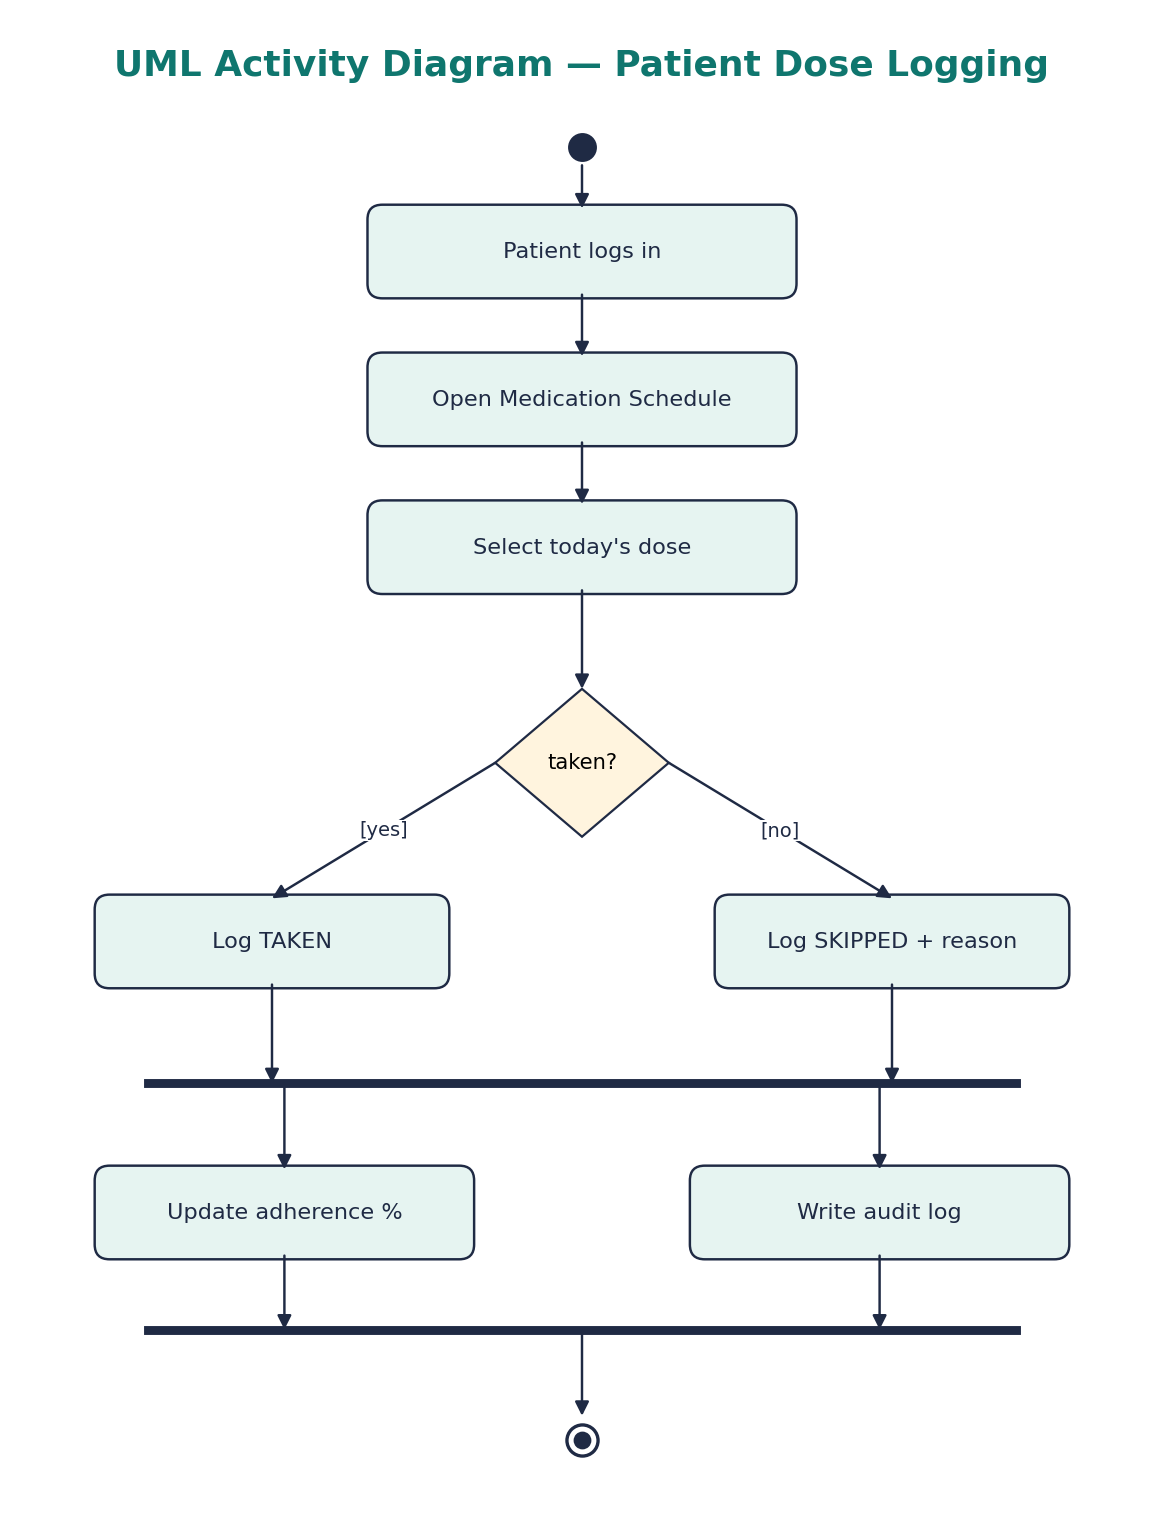 UML Activity Diagram — Patient Dose Logging
Patient logs in
Open Medication Schedule
Select today's dose
taken?
[yes]
[no]
Log TAKEN
Log SKIPPED + reason
Update adherence %
Write audit log